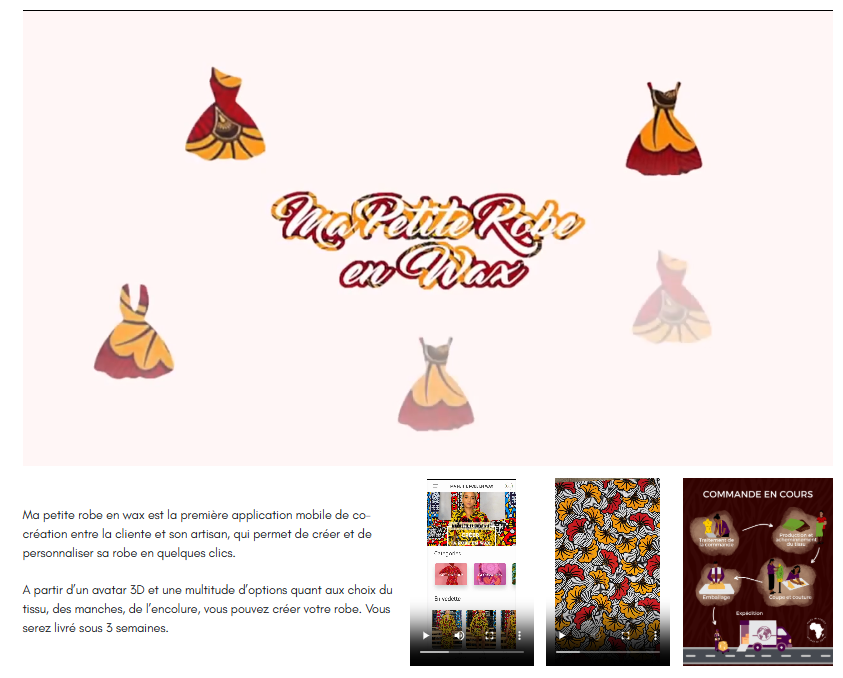 Ma Petite Robe
en Wax
Ma petite robe en wax est la première application mobile de co-
création entre la cliente et son artisan, qui permet de créer et de
personnaliser sa robe en quelques clics.
A partir d'un avatar 3D et une multitude d'options quant aux choix du
tissu, des manches, de l'encolure, vous pouvez créer votre robe. Vous
serez livré sous 3 semaines.
Catégories
En vedette
COMMANDE EN COURS
Traitement de
la commande
Production et
acheminement
du tissu
Emballage
Coupe et couture
Expédition